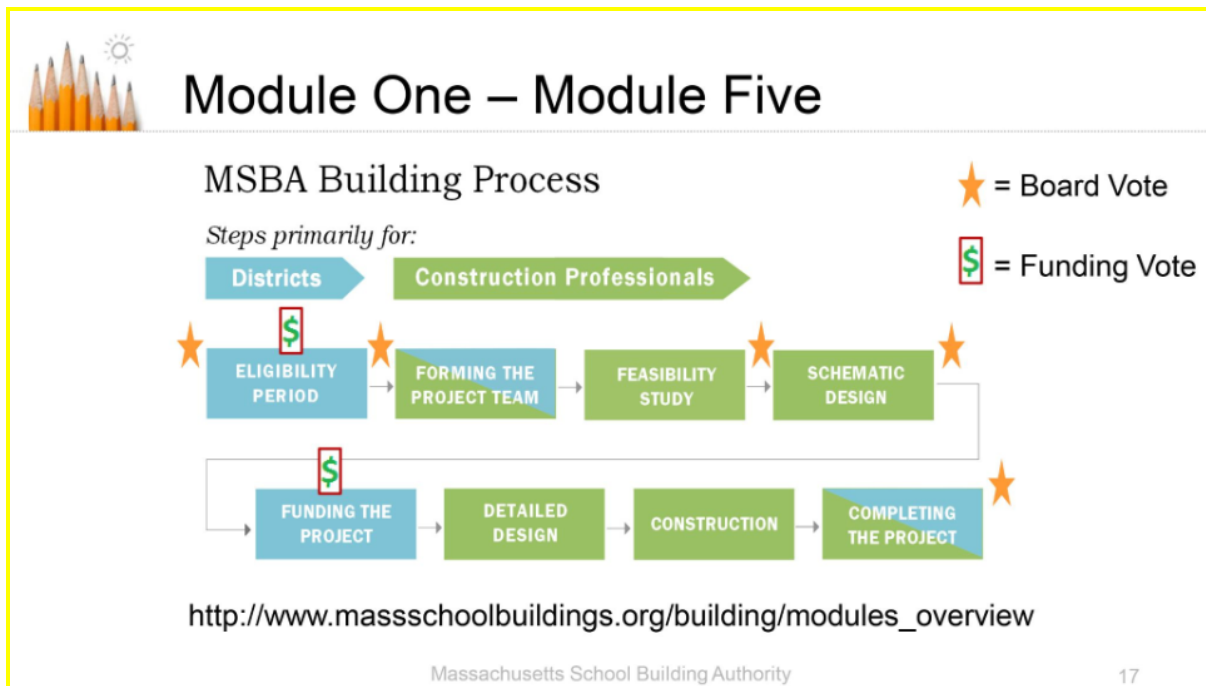 Module One – Module Five
MSBA Building Process
= Board Vote
Steps primarily for:
$ = Funding Vote
Districts
Construction Professionals
$
ELIGIBILITY
PERIOD
FORMING THE
PROJECT TEAM
FEASIBILITY
STUDY
SCHEMATIC
DESIGN
$
FUNDING THE
PROJECT
DETAILED
DESIGN
CONSTRUCTION
COMPLETING
THE PROJECT
http://www.massschoolbuildings.org/building/modules_overview
Massachusetts School Building Authority
17